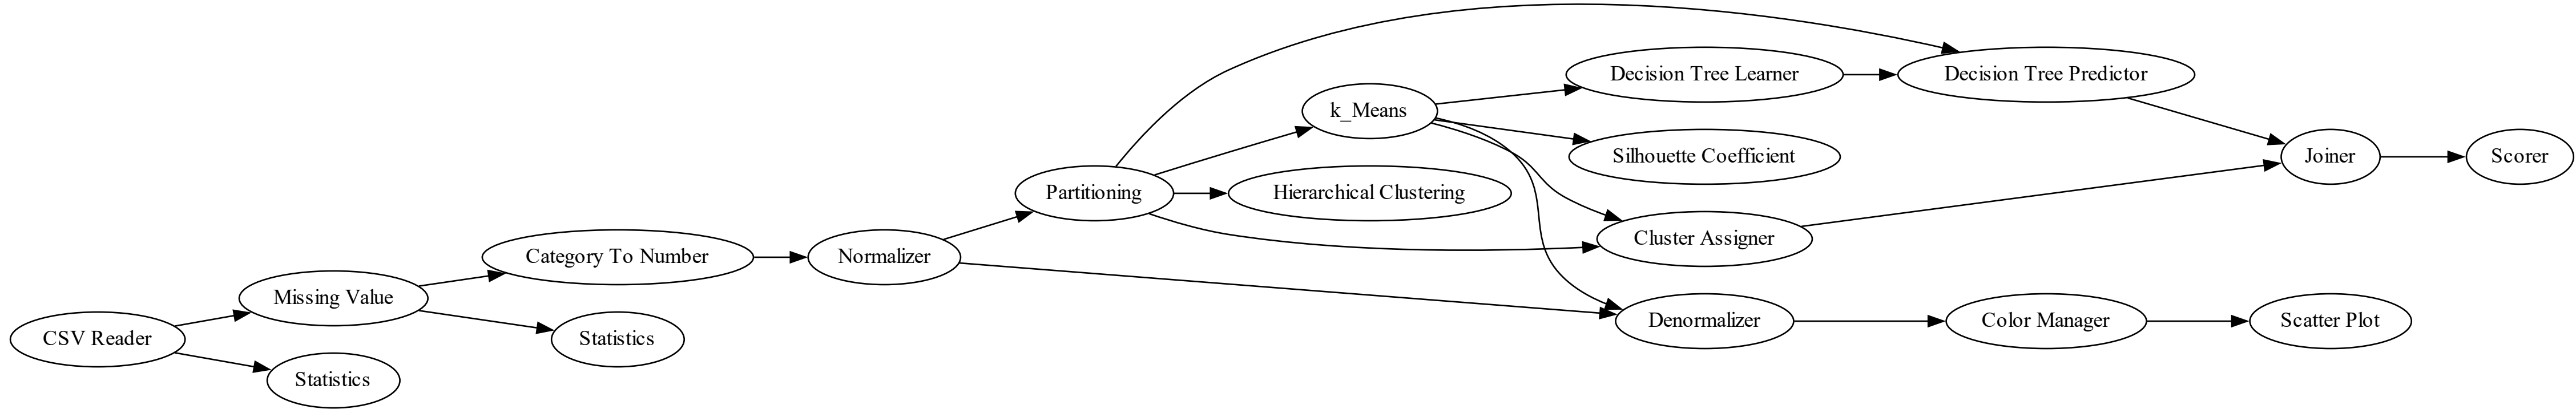 CSV Reader
Missing Value
Statistics
Category To Number
Statistics
Normalizer
Partitioning
k_Means
Hierarchical Clustering
Decision Tree Learner
Silhouette Coefficient
Cluster Assigner
Denormalizer
Decision Tree Predictor
Color Manager
Joiner
Scatter Plot
Scorer